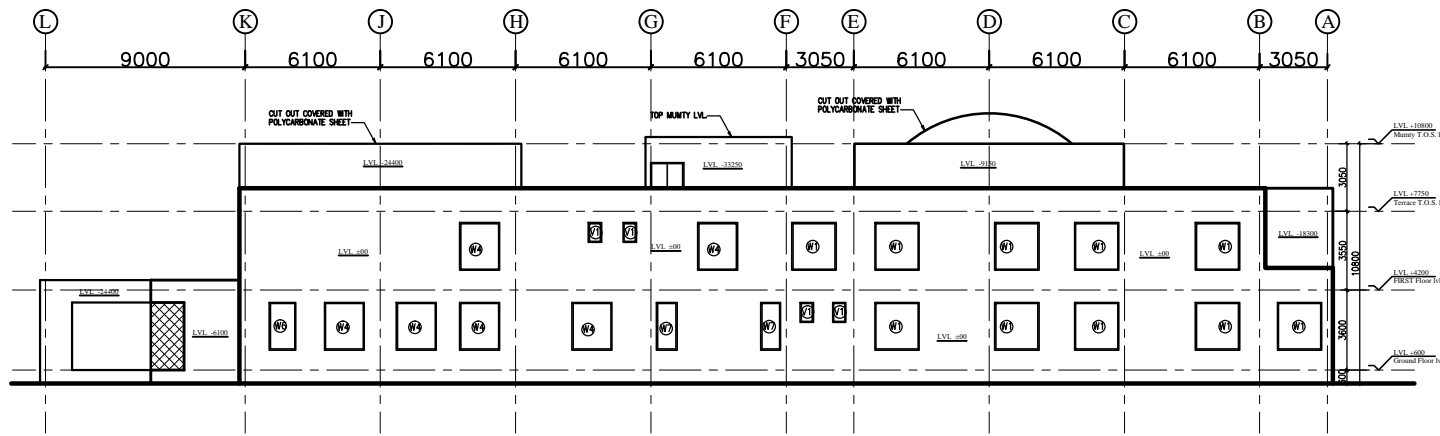 L K J H G F E D C B A
9000 6100 6100 6100 6100 3050 6100 6100 6100 3050
CUT OUT COVERED WITH
POLYCARBONATE SHEET
TOP MUMTY LVL.
CUT OUT COVERED WITH
POLYCARBONATE SHEET
LVL +10800
Mumty T.O.S.
LVL -24400
LVL -33250
LVL -9150
3050
LVL +7750
Terrace T.O.S.
W4 V1 V1 W4 W1 W1 W1 W1 W1
LVL ±00
LVL ±00
LVL ±00
LVL -18300
3550
10800
LVL +4200
FIRST Floor
LVL -24400
LVL -6100
W6 W4 W4 W4 W4 W7 W7 V1 V1 W1 W1 W1 W1 W1
LVL ±00
3600
LVL +600
Ground Floor
600